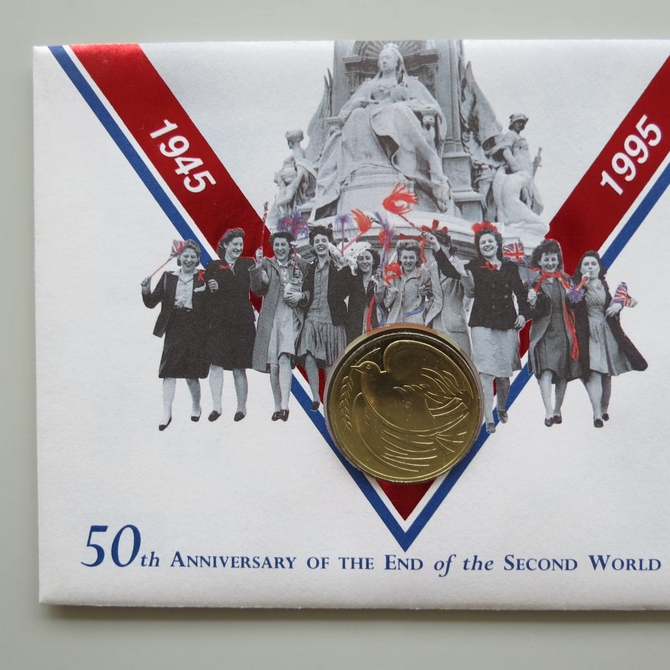 1945
1995
50th ANNIVERSARY OF THE END of the SECOND WORLD